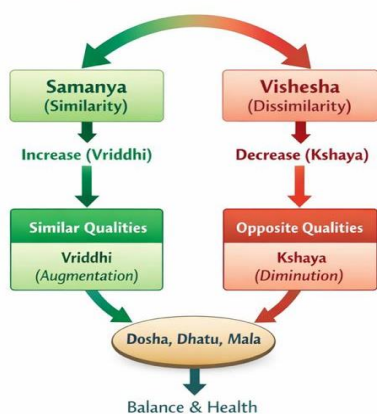 Samanya
(Similarity)
Increase (Vriddhi)
Similar Qualities
Vriddhi
(Augmentation)
Vishesha
(Dissimilarity)
Decrease (Kshaya)
Opposite Qualities
Kshaya
(Diminution)
Dosha, Dhatu, Mala
Balance & Health